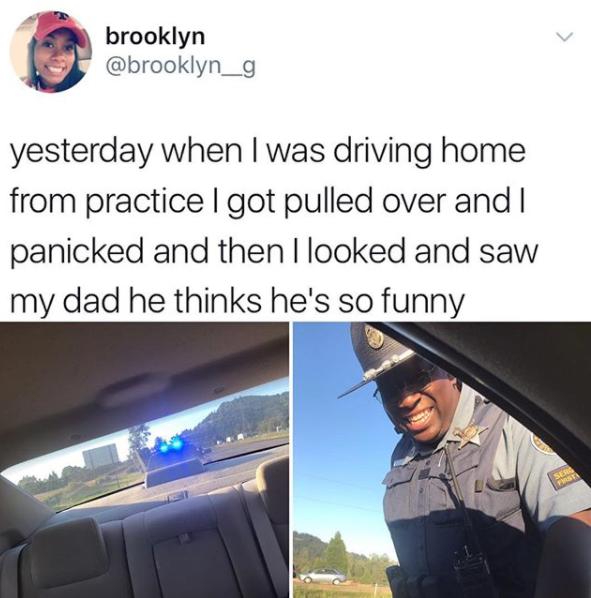 brooklyn
@brooklyn__g
yesterday when I was driving home
from practice I got pulled over and I
panicked and then I looked and saw
my dad he thinks he's so funny